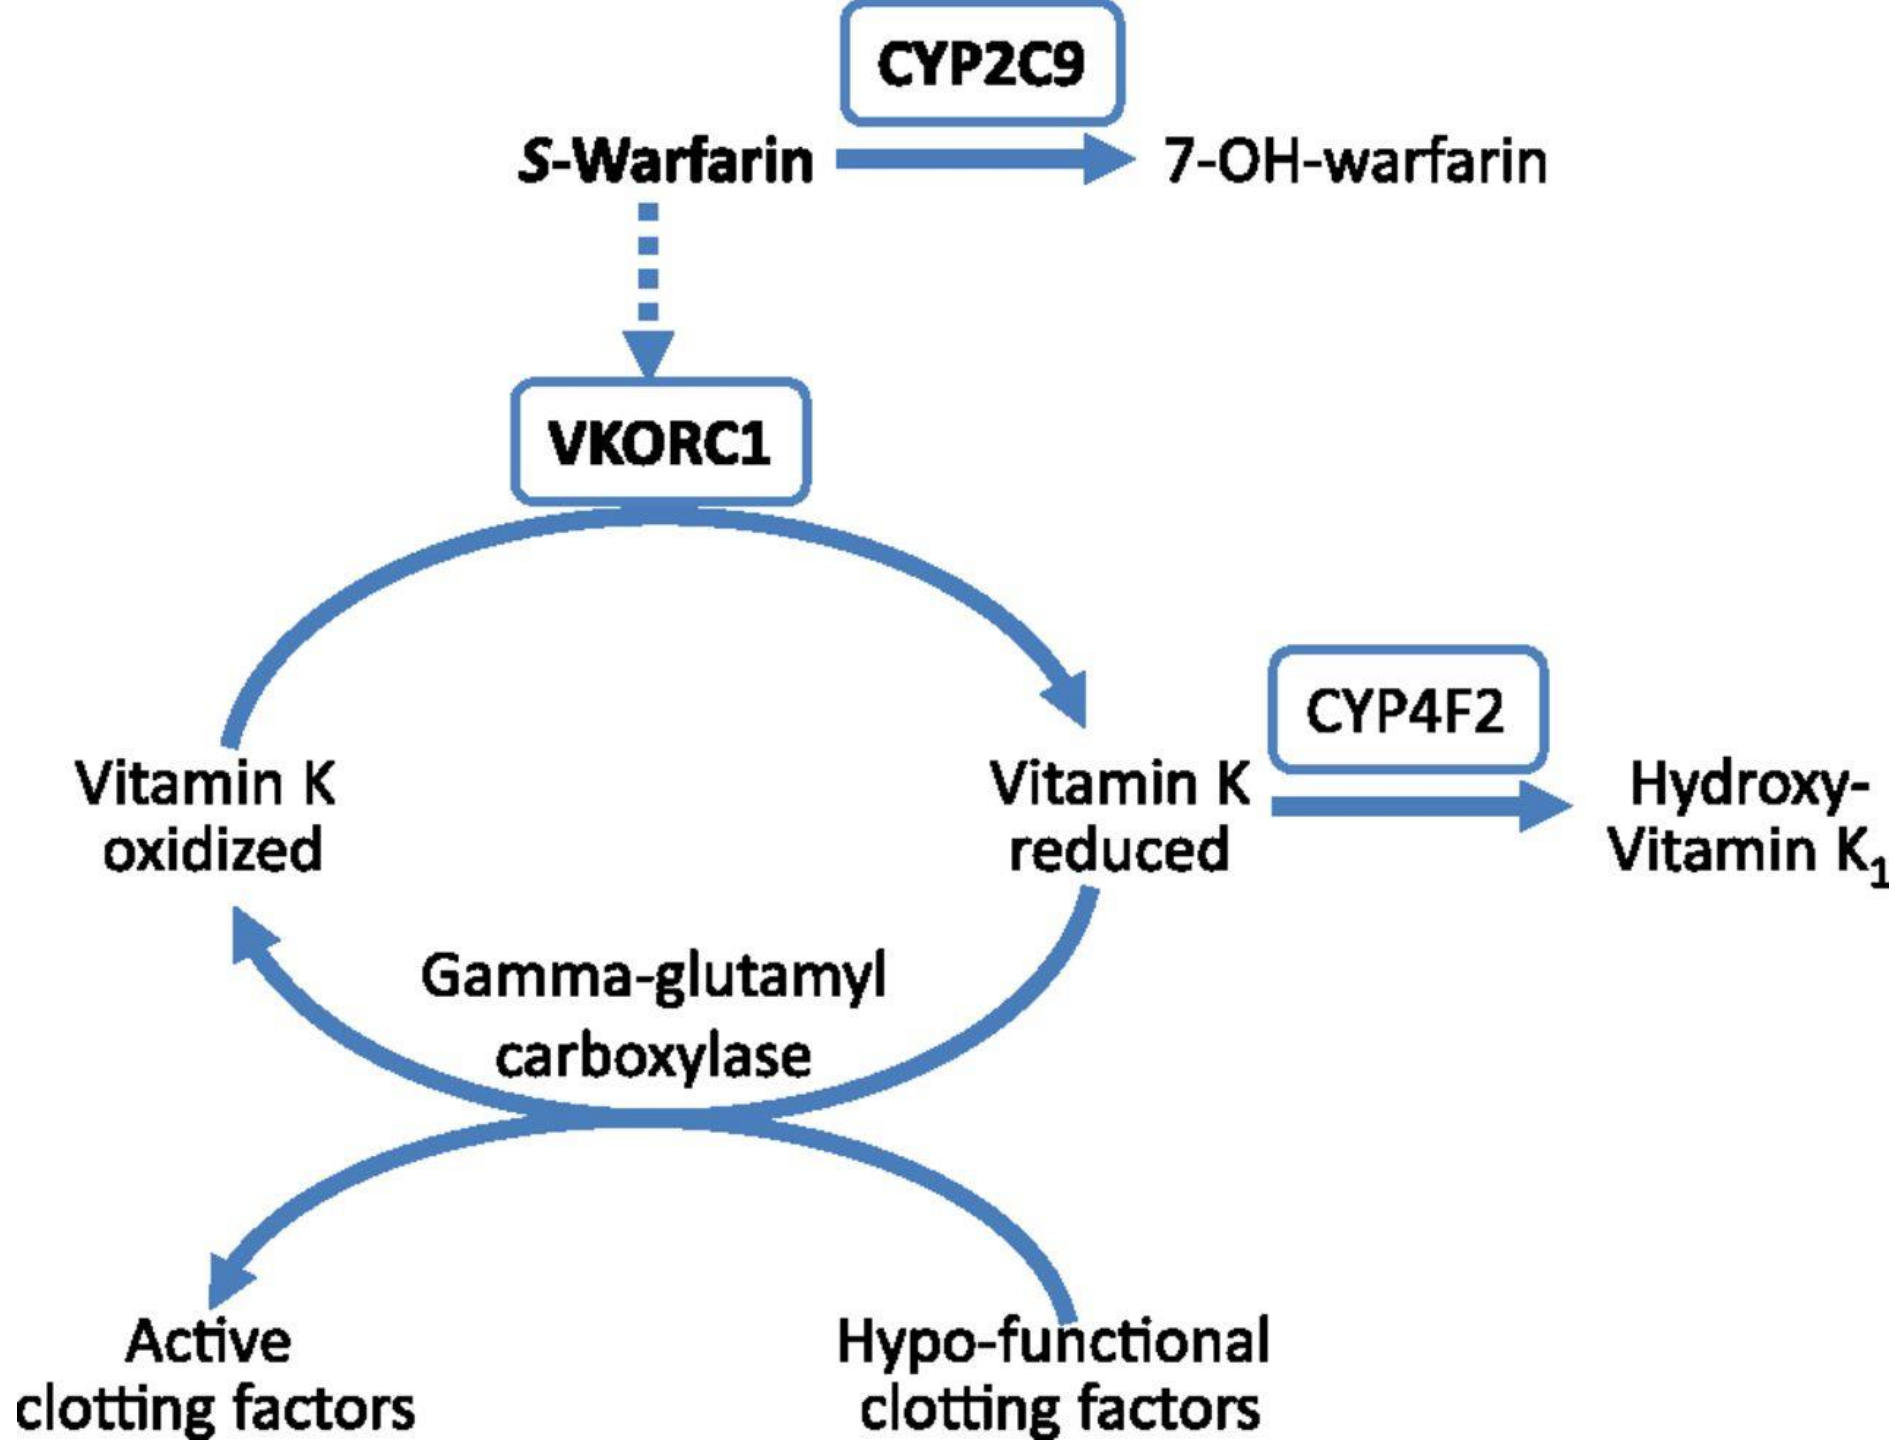 CYP2C9
S-Warfarin
7-OH-warfarin
VKORC1
CYP4F2
Vitamin K
oxidized
Vitamin K
reduced
Hydroxy-
Vitamin K₁
Gamma-glutamyl
carboxylase
Active
clotting factors
Hypo-functional
clotting factors